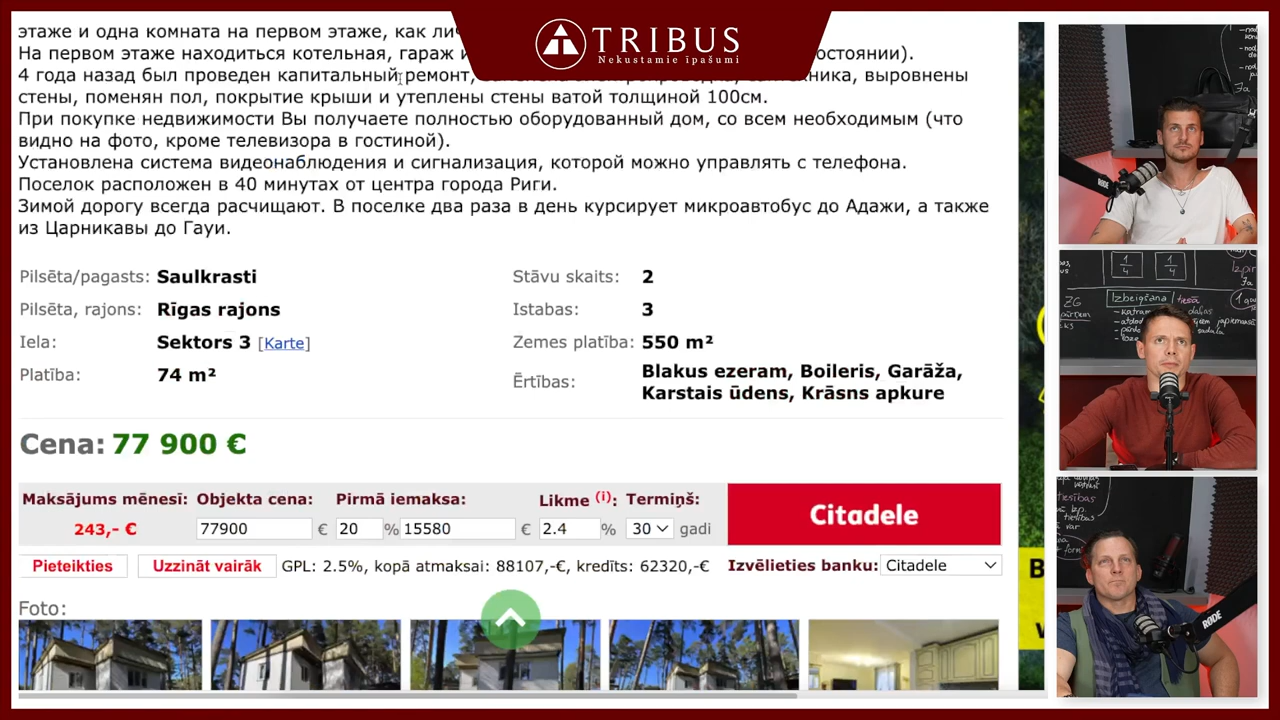 TRIBUS
Nekustamie īpašumi
этаже и одна комната на первом этаже, как
На первом этаже находиться котельная, гараж
4 года назад был проведен капитальный ремонт, выровнены
стены, поменян пол, покрытие крыши и утеплены стены ватой толщиной 100см.
При покупке недвижимости Вы получаете полностью оборудованный дом, со всем необходимым (что
видно на фото, кроме телевизора в гостиной).
Установлена система видеонаблюдения и сигнализация, которой можно управлять с телефона.
Поселок расположен в 40 минутах от центра города Риги.
Зимой дорогу всегда расчищают. В поселке два раза в день курсирует микроавтобус до Адажи, а также
из Царникавы до Гауи.
Pilsēta/pagasts: Saulkrasti
Pilsēta, rajons: Rīgas rajons
Iela: Sektors 3 [Karte]
Platība: 74 m²
Stāvu skaits: 2
Istabas: 3
Zemes platība: 550 m²
Ērtības: Blakus ezeram, Boileris, Garāža,
Karstais ūdens, Krāsns apkure
Cena: 77 900 €
Maksājums mēnesī: Objekta cena: Pirmā iemaksa: Likme (i): Termiņš:
243,- € 77900 € 20 % 15580 € 2.4 % 30 gadi
Citadele
Pieteikties Uzzināt vairāk GPL: 2.5%, kopā atmaksai: 88107,-€, kredīts: 62320,-€ Izvēlieties banku: Citadele
Foto:
RODE
1/4 1/4
ZG Izbeigšana tiesā
RODE